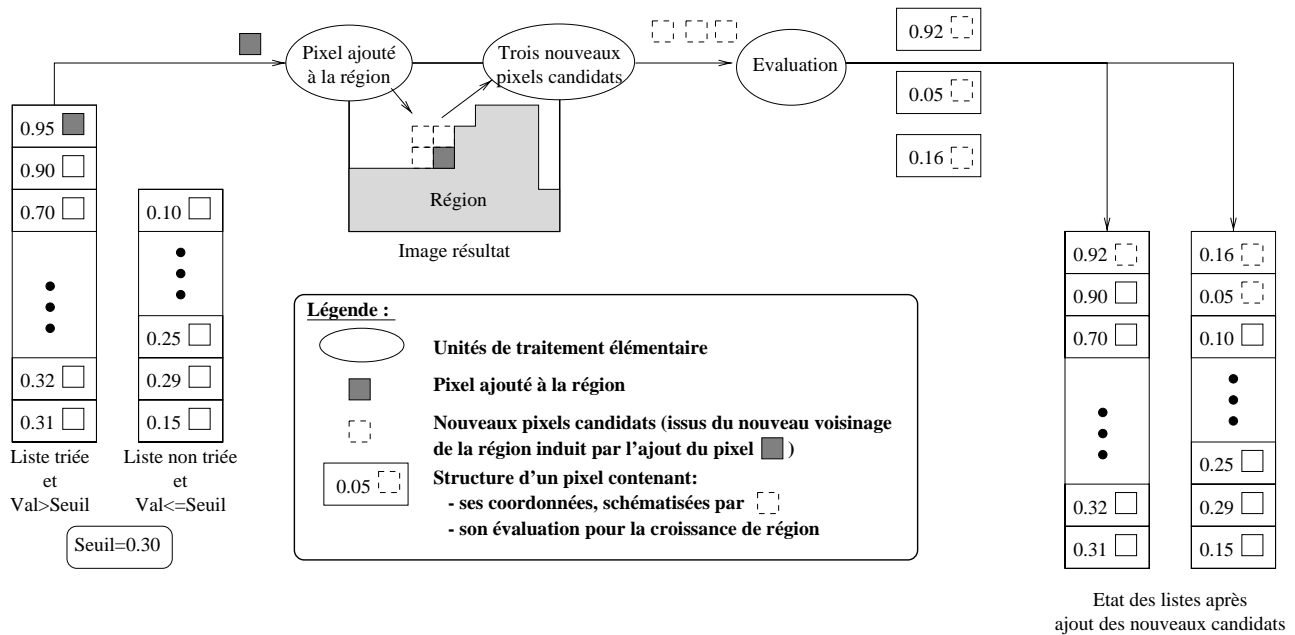 Pixel ajouté
à la région
Trois nouveaux
pixels candidats
Evaluation
0.92
0.05
0.16
0.95
0.90
0.70
0.32
0.31
Liste triée
et
Val>Seuil
0.10
0.25
0.29
0.15
Liste non triée
et
Val<=Seuil
Seuil=0.30
Région
Image résultat
Légende :
Unités de traitement élémentaire
Pixel ajouté à la région
Nouveaux pixels candidats (issus du nouveau voisinage
de la région induit par l'ajout du pixel )
0.05
Structure d'un pixel contenant:
- ses coordonnées, schématisées par
- son évaluation pour la croissance de région
0.92
0.90
0.70
0.32
0.31
0.16
0.05
0.10
0.25
0.29
0.15
Etat des listes après
ajout des nouveaux candidats